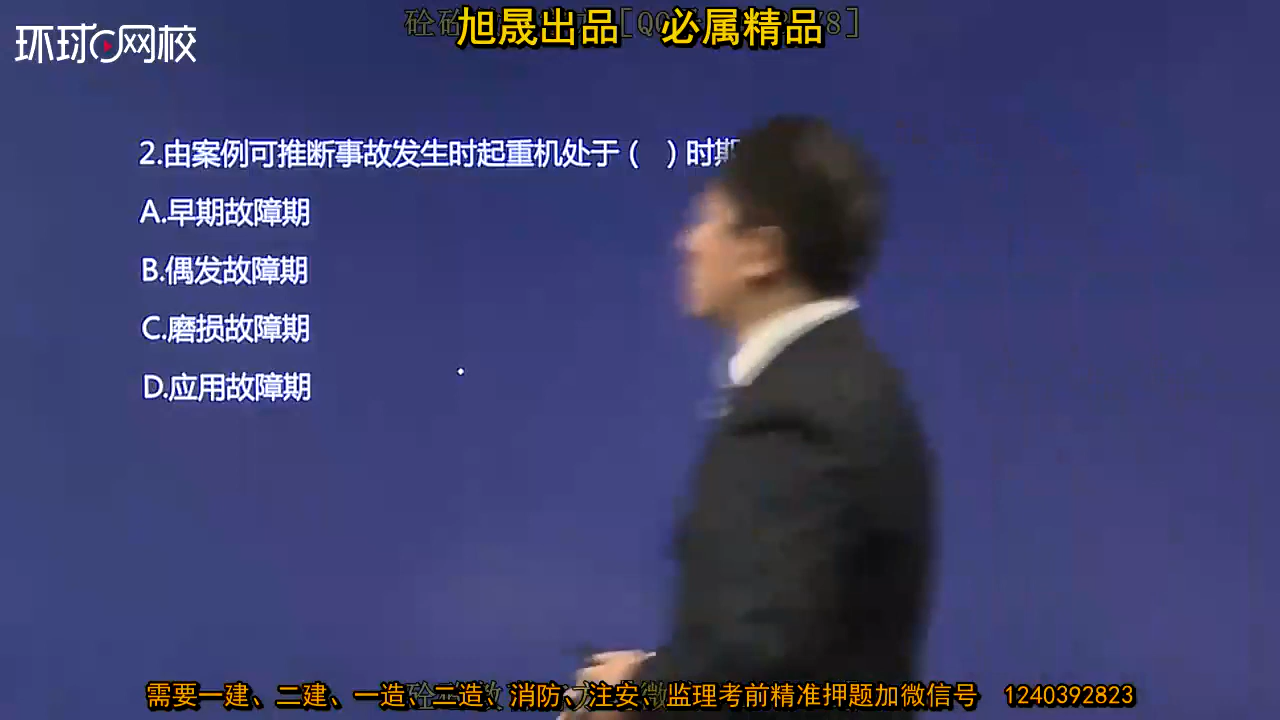 旭晟出品 必属精品
环球网校
2.由案例可推断事故发生时起重机处于（ ）时期
A.早期故障期
B.偶发故障期
C.磨损故障期
D.应用故障期
需要一建、二建、一造、二造、消防、注安、监理考前精准押题加微信号 1240392823